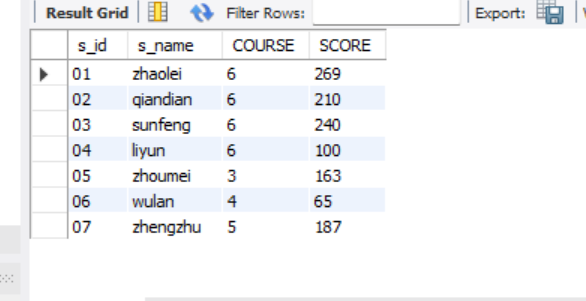 Result Grid Filter Rows: Export:
s_id s_name COURSE SCORE
01 zhaolei 6 269
02 qiandian 6 210
03 sunfeng 6 240
04 liyun 6 100
05 zhoumei 3 163
06 wulan 4 65
07 zhengzhu 5 187